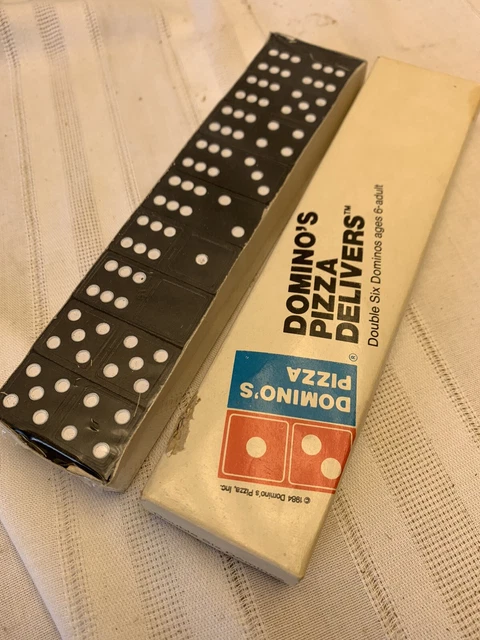 DOMINO'S
PIZZA
DELIVERS™
Double Six Dominos ages 6-adult
DOMINO'S
PIZZA
®
© 1984 Domino's Pizza, Inc.